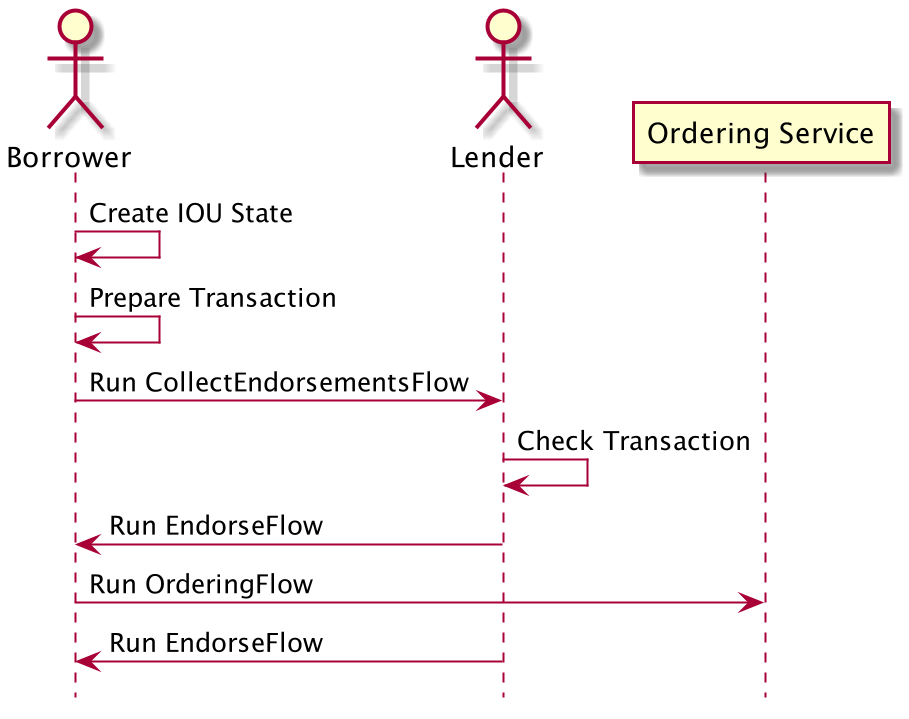 Borrower
Lender
Ordering Service
Create IOU State
Prepare Transaction
Run CollectEndorsementsFlow
Check Transaction
Run EndorseFlow
Run OrderingFlow
Run EndorseFlow